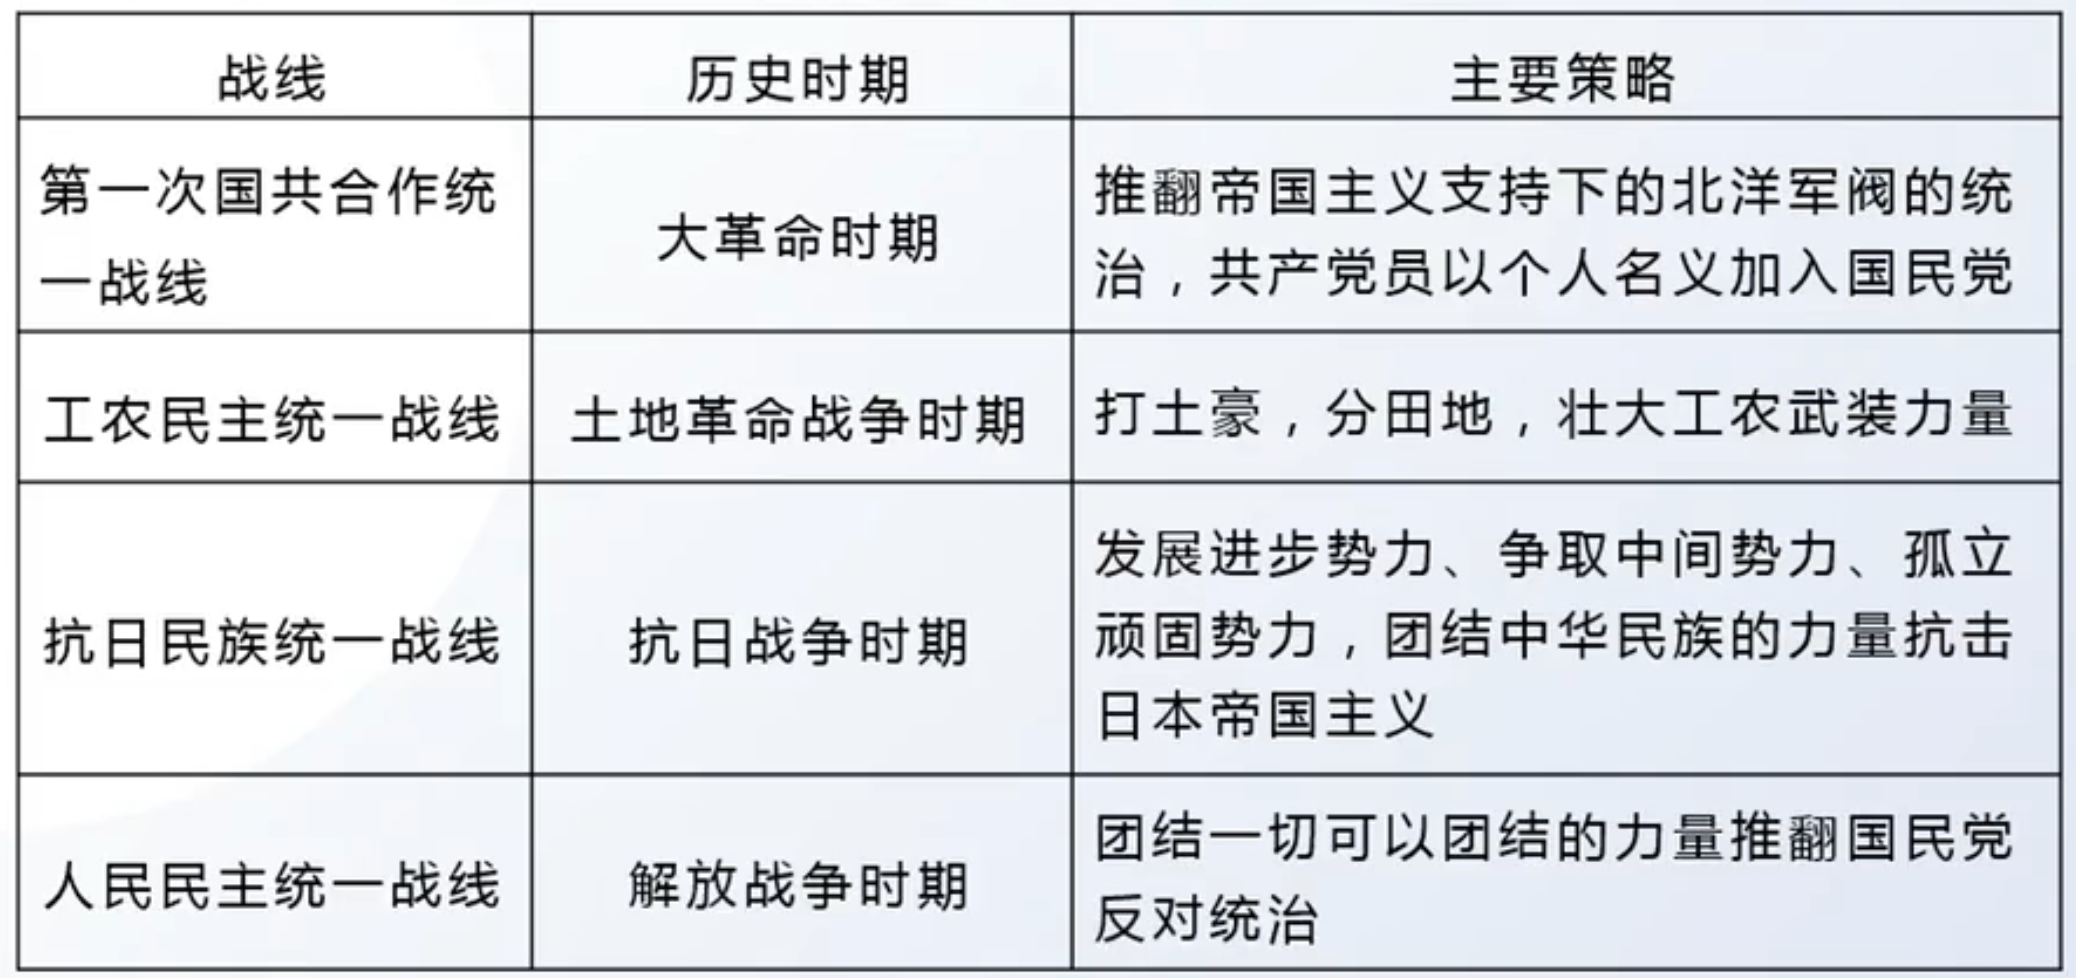 战线
历史时期
主要策略
第一次国共合作统
一战线
大革命时期
推翻帝国主义支持下的北洋军阀的统
治，共产党员以个人名义加入国民党
工农民主统一战线
土地革命战争时期
打土豪，分田地，壮大工农武装力量
抗日民族统一战线
抗日战争时期
发展进步势力、争取中间势力、孤立
顽固势力，团结中华民族的力量抗击
日本帝国主义
人民民主统一战线
解放战争时期
团结一切可以团结的力量推翻国民党
反对统治